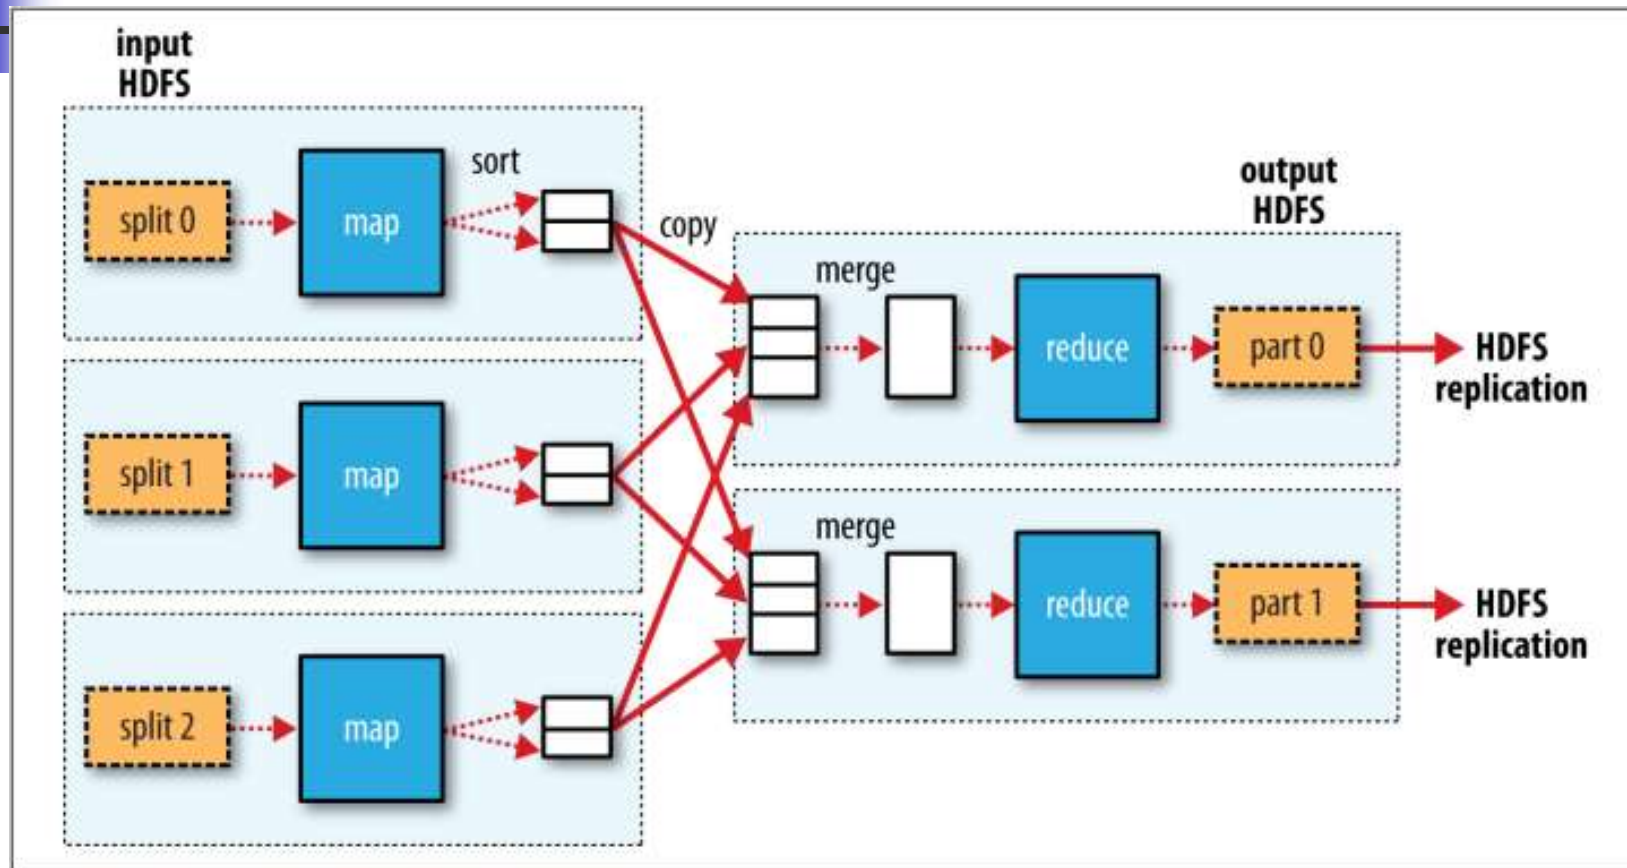 input
HDFS
split 0
map
sort
copy
split 1
map
split 2
map
output
HDFS
merge
reduce
part 0
HDFS
replication
merge
reduce
part 1
HDFS
replication